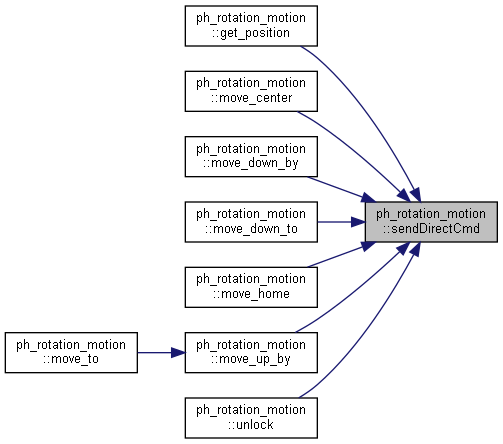 ph_rotation_motion
::get_position
ph_rotation_motion
::move_center
ph_rotation_motion
::move_down_by
ph_rotation_motion
::sendDirectCmd
ph_rotation_motion
::move_down_to
ph_rotation_motion
::move_home
ph_rotation_motion
::move_to
ph_rotation_motion
::move_up_by
ph_rotation_motion
::unlock